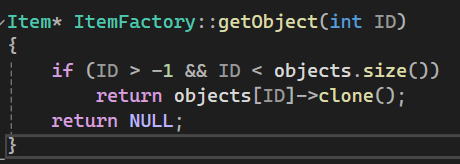 Item* ItemFactory::getObject(int ID)
{
    if (ID > -1 && ID < objects.size())
        return objects[ID]->clone();
    return NULL;
}